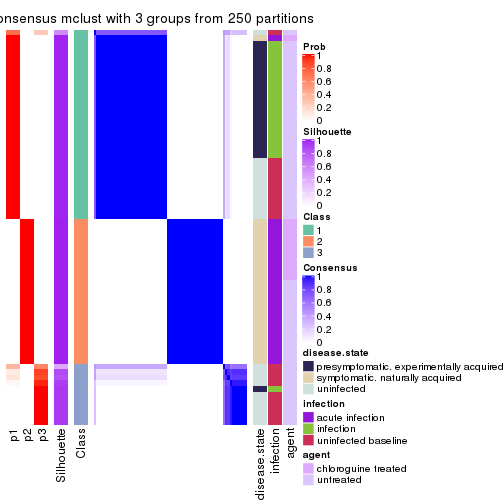 onsensus mclust with 3 groups from 250 partitions
Prob
1
0.8
0.6
0.4
0.2
0
Silhouette
1
0.8
0.6
0.4
0.2
0
Class
1
2
3
Consensus
1
0.8
0.6
0.4
0.2
0
disease.state
presymptomatic. experimentally acquired
symptomatic. naturally acquired
uninfected
infection
acute infection
infection
uninfected baseline
agent
chloroguine treated
untreated
p1
p2
p3
Silhouette
Class
disease.state
infection
agent